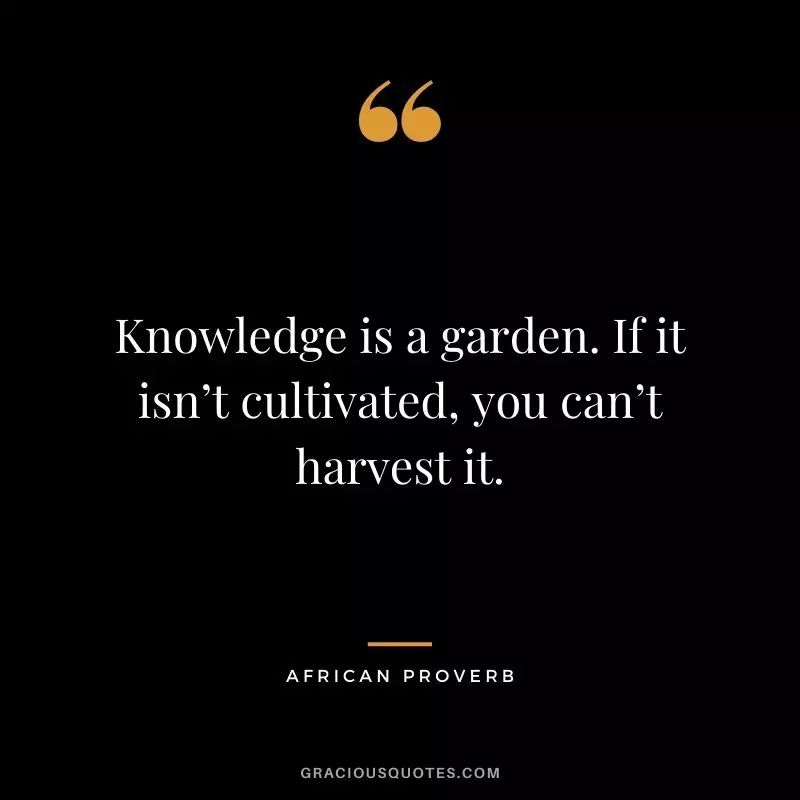 “
Knowledge is a garden. If it
isn’t cultivated, you can’t
harvest it.
AFRICAN PROVERB
GRACIOUSQUOTES.COM